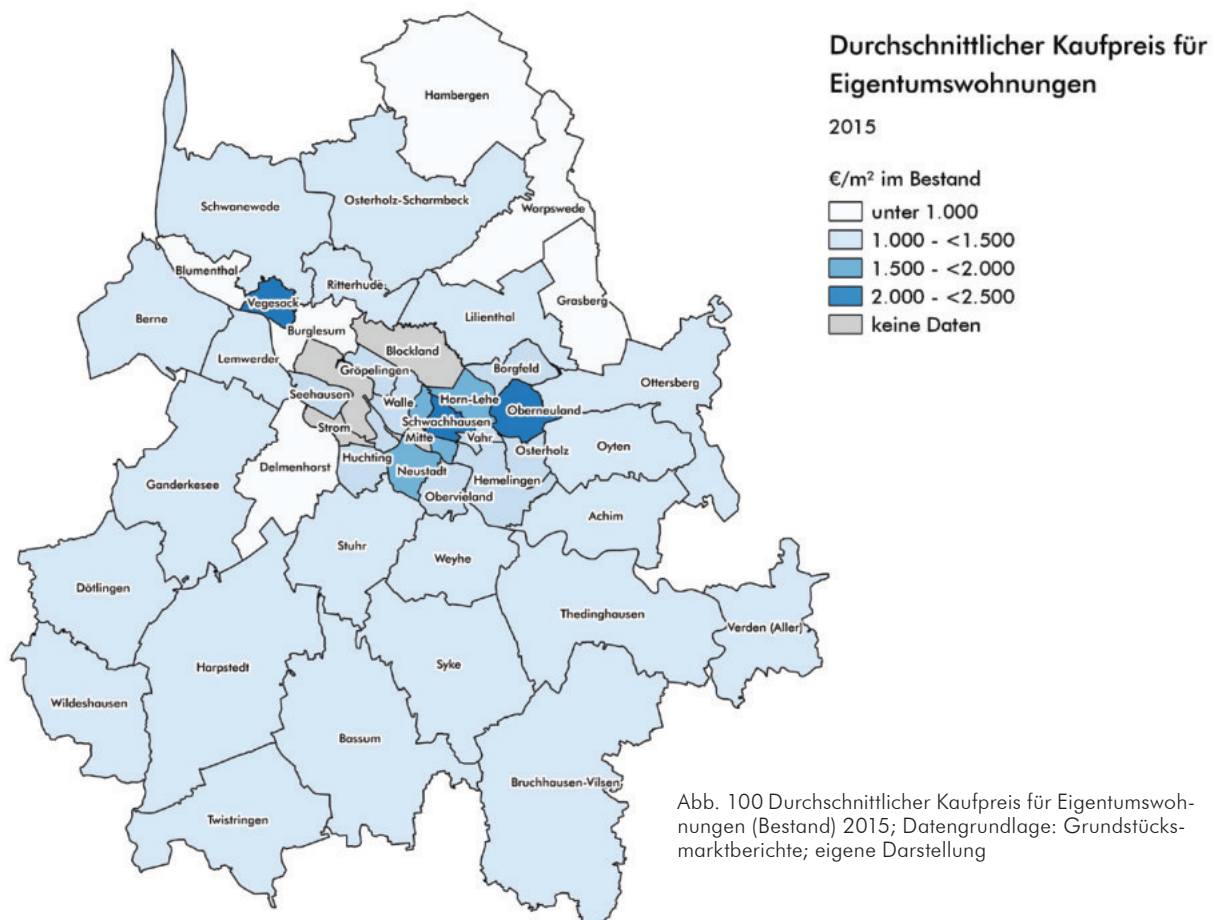 Durchschnittlicher Kaufpreis für
Eigentumswohnungen
2015
€/m² im Bestand
unter 1.000
1.000 - <1.500
1.500 - <2.000
2.000 - <2.500
keine Daten
Hambergen
Schwanewede
Osterholz-Scharmbeck
Worpswede
Blumenthal
Ritterhude
Vegesack
Grasberg
Berne
Lilienthal
Burglesum
Blockland
Lemwerder
Gröpelingen
Borgfeld
Ottersberg
Seehausen
Walle
Horn-Lehe
Oberneuland
Schwachhausen
Strom
Mitte
Vahr
Osterholz
Oyten
Huchting
Delmenhorst
Neustadt
Hemelingen
Ganderkesee
Obervieland
Achim
Stuhr
Weyhe
Dötlingen
Thedinghausen
Verden (Aller)
Harpstedt
Syke
Wildeshausen
Bassum
Bruchhausen-Vilsen
Twistringen
Abb. 100 Durchschnittlicher Kaufpreis für Eigentumswoh-
nungen (Bestand) 2015; Datengrundlage: Grundstücks-
marktberichte; eigene Darstellung